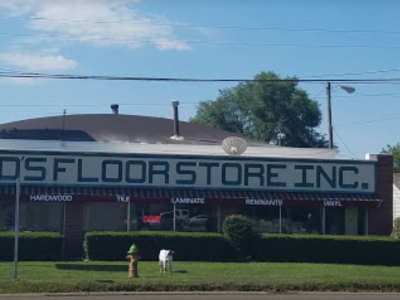 D'S FLOOR STORE INC.
HARDWOOD TILE LAMINATE REMNANTS VINYL